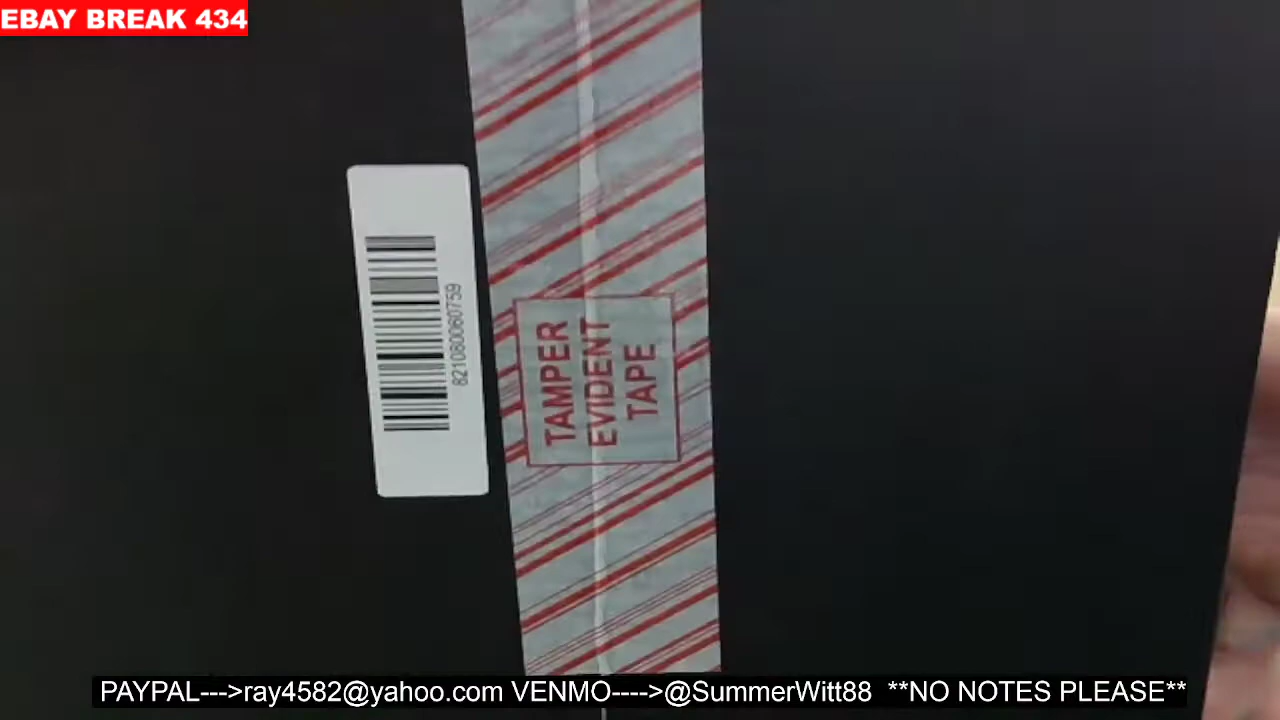 EBAY BREAK 434
821080060759
TAMPER
EVIDENT
TAPE
PAYPAL--->ray4582@yahoo.com VENMO---->@SummerWitt88 **NO NOTES PLEASE**